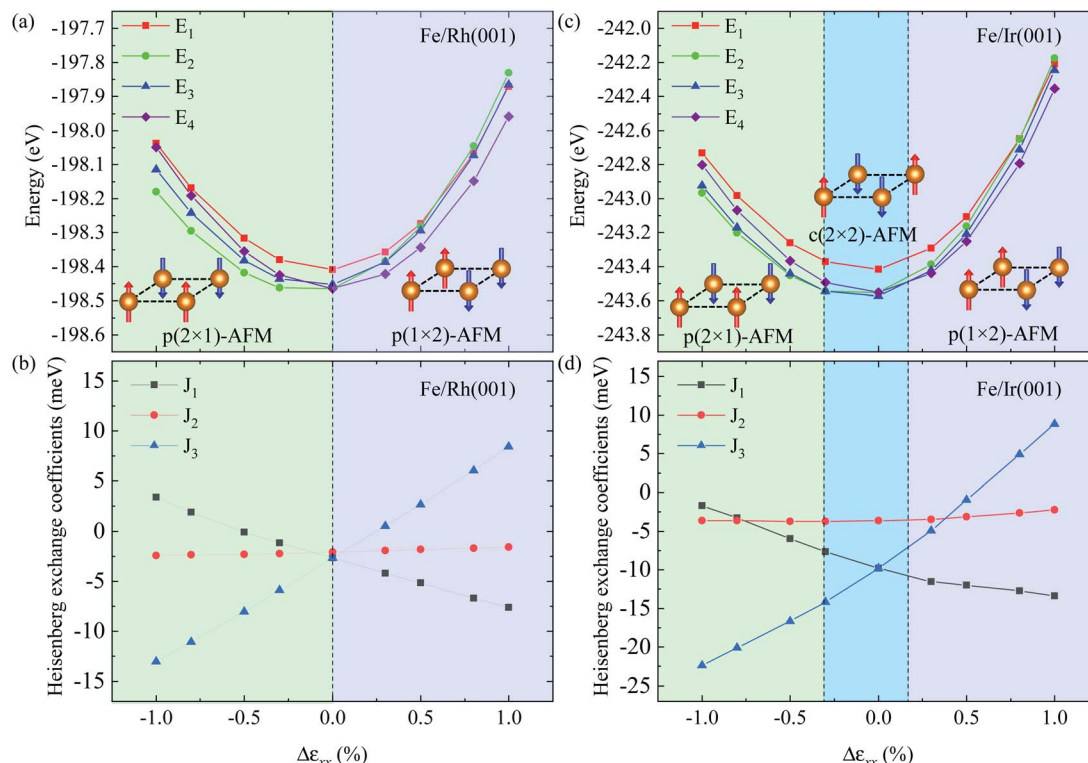 (a)
Fe/Rh(001)
E1
E2
E3
E4
-197.7
-197.8
-197.9
-198.0
-198.1
-198.2
-198.3
-198.4
-198.5
-198.6
Energy (eV)
p(2×1)-AFM
p(1×2)-AFM
(b)
Fe/Rh(001)
J1
J2
J3
15
10
5
0
-5
-10
-15
Heisenberg exchange coefficients (meV)
-1.0
-0.5
0.0
0.5
1.0
Δεxx (%)
(c)
Fe/Ir(001)
E1
E2
E3
E4
-242.0
-242.2
-242.4
-242.6
-242.8
-243.0
-243.2
-243.4
-243.6
-243.8
Energy (eV)
c(2×2)-AFM
p(2×1)-AFM
p(1×2)-AFM
(d)
Fe/Ir(001)
J1
J2
J3
15
10
5
0
-5
-10
-15
-20
-25
Heisenberg exchange coefficients (meV)
-1.0
-0.5
0.0
0.5
1.0
Δεxx (%)